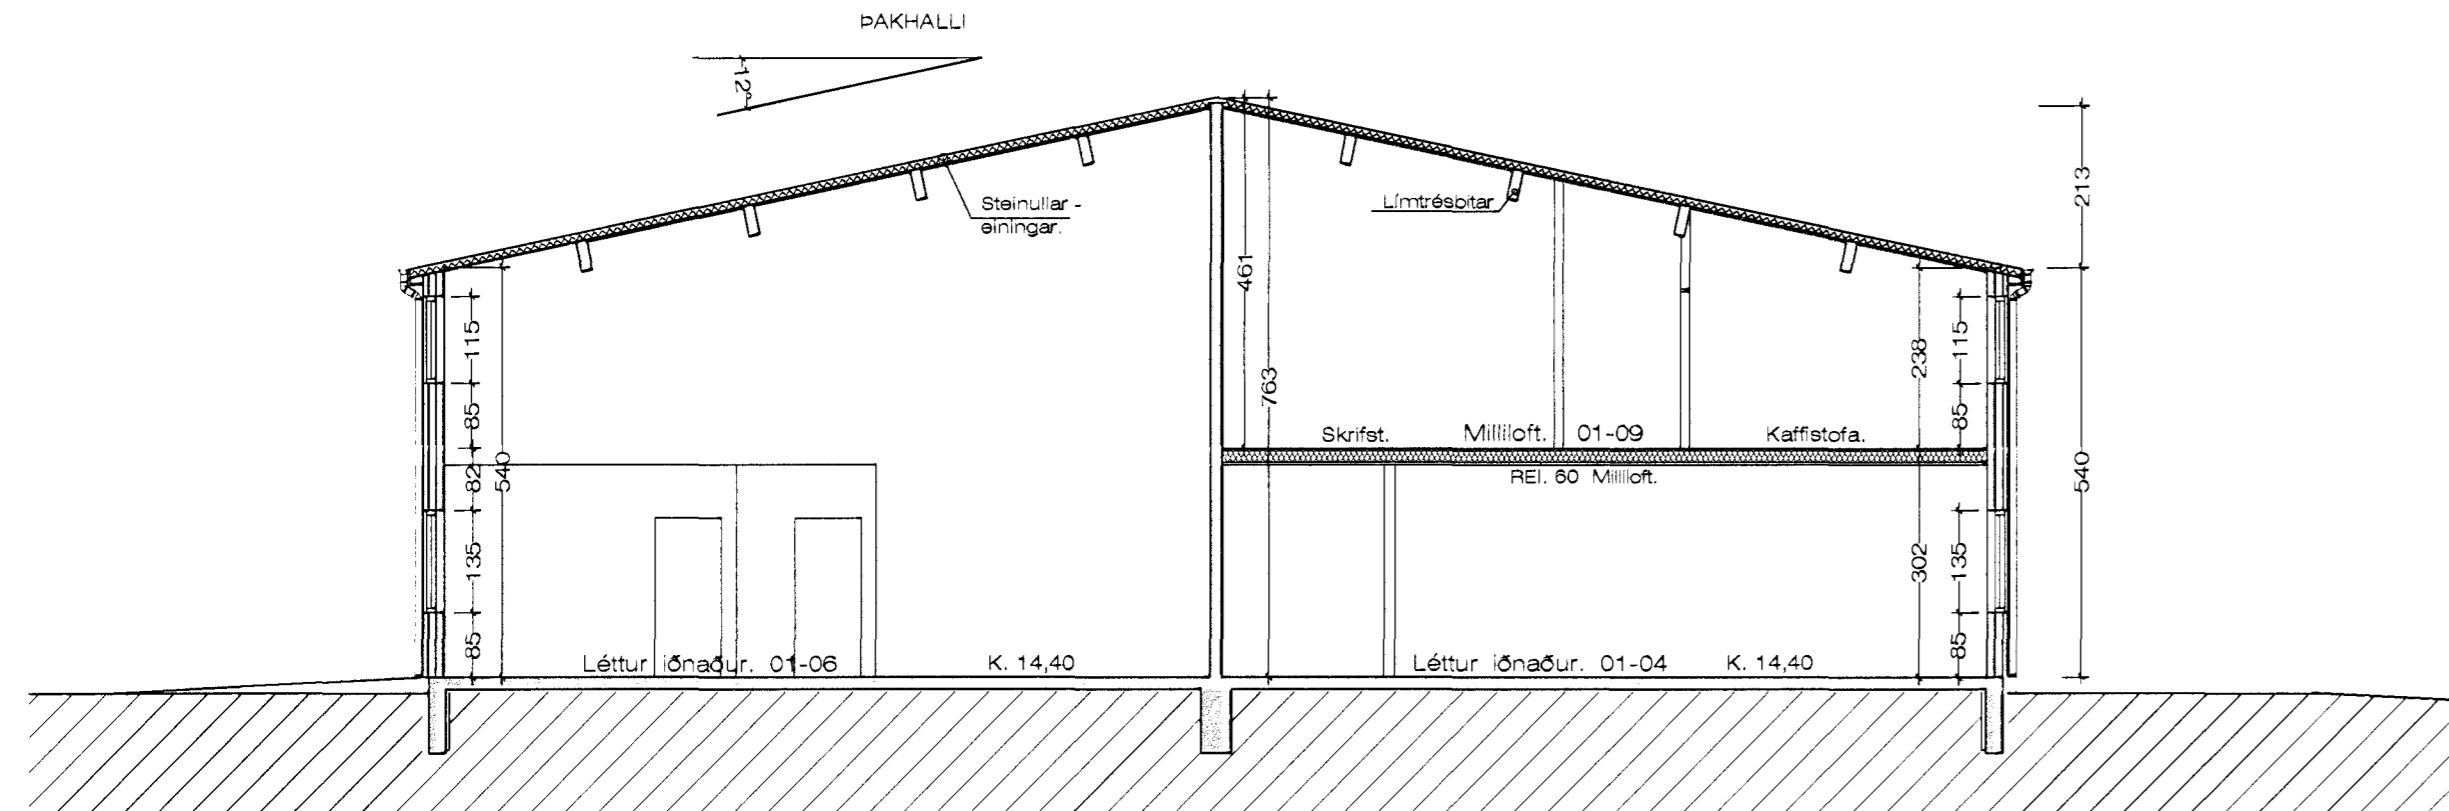 ÞAKHALLI
12°
Steinullar -
einingar.
Límtrésbitar
213
461
763
115
85
82
540
135
85
238
115
85
302
135
85
540
Skrifst.
Milliloft. 01-09
Kaffistofa.
REI. 60 Milliloft.
Léttur iðnaður. 01-06
K. 14,40
Léttur iðnaður. 01-04
K. 14,40